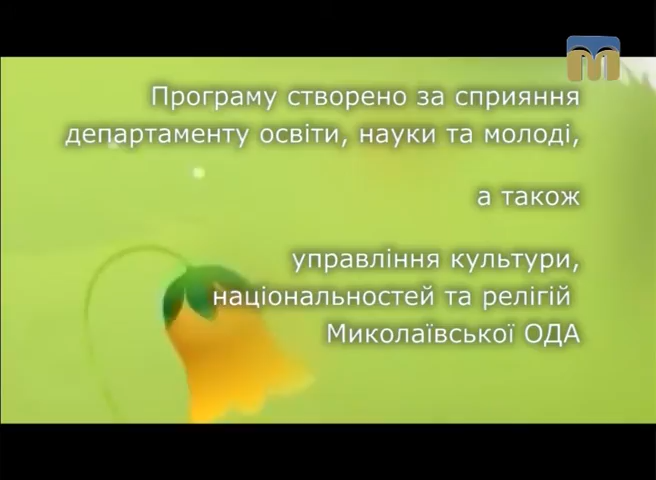 Програму створено за сприяння
департаменту освіти, науки та молоді,
а також
управління культури,
національностей та релігій
Миколаївської ОДА